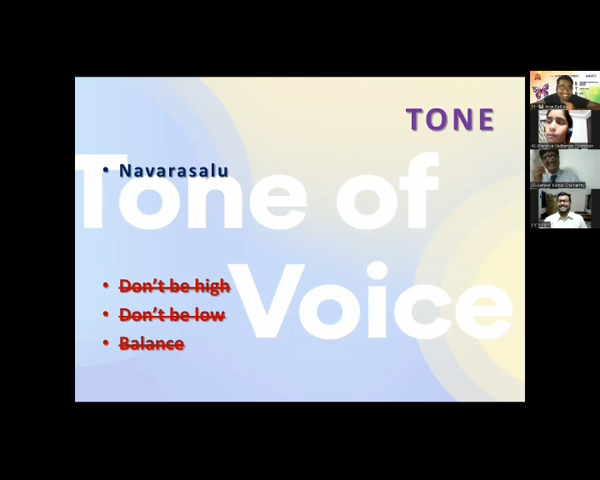 TONE
Tone of
Voice
• Navarasalu
• Don't be high
• Don't be low
• Balance